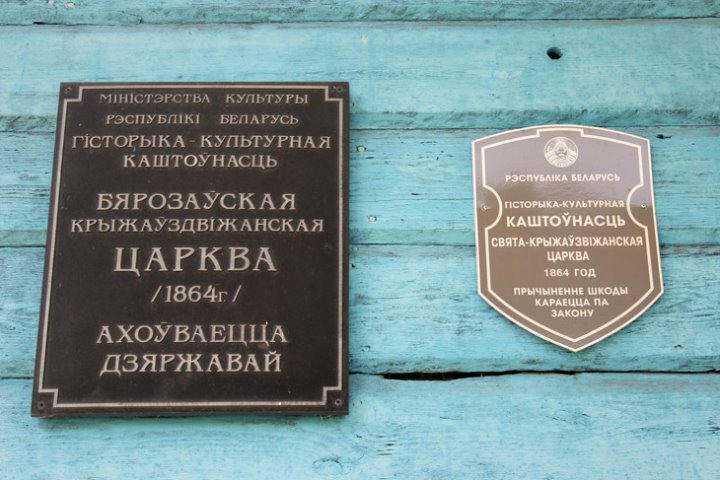 МІНІСТЭРСТВА КУЛЬТУРЫ
РЭСПУБЛІКІ БЕЛАРУСЬ
ГІСТОРЫКА-КУЛЬТУРНАЯ
КАШТОЎНАСЦЬ
БЯРОЗАЎСКАЯ
КРЫЖАЎЗДВІЖАНСКАЯ
ЦАРКВА
/1864г/
АХОЎВАЕЦЦА
ДЗЯРЖАВАЙ
РЭСПУБЛІКА БЕЛАРУСЬ
ГІСТОРЫКА-КУЛЬТУРНАЯ
КАШТОЎНАСЦЬ
СВЯТА-КРЫЖАЎЗВІЖАНСКАЯ
ЦАРКВА
1864 ГОД
ПРЫЧЫНЕННЕ ШКОДЫ
КАРАЕЦЦА ПА
ЗАКОНУ